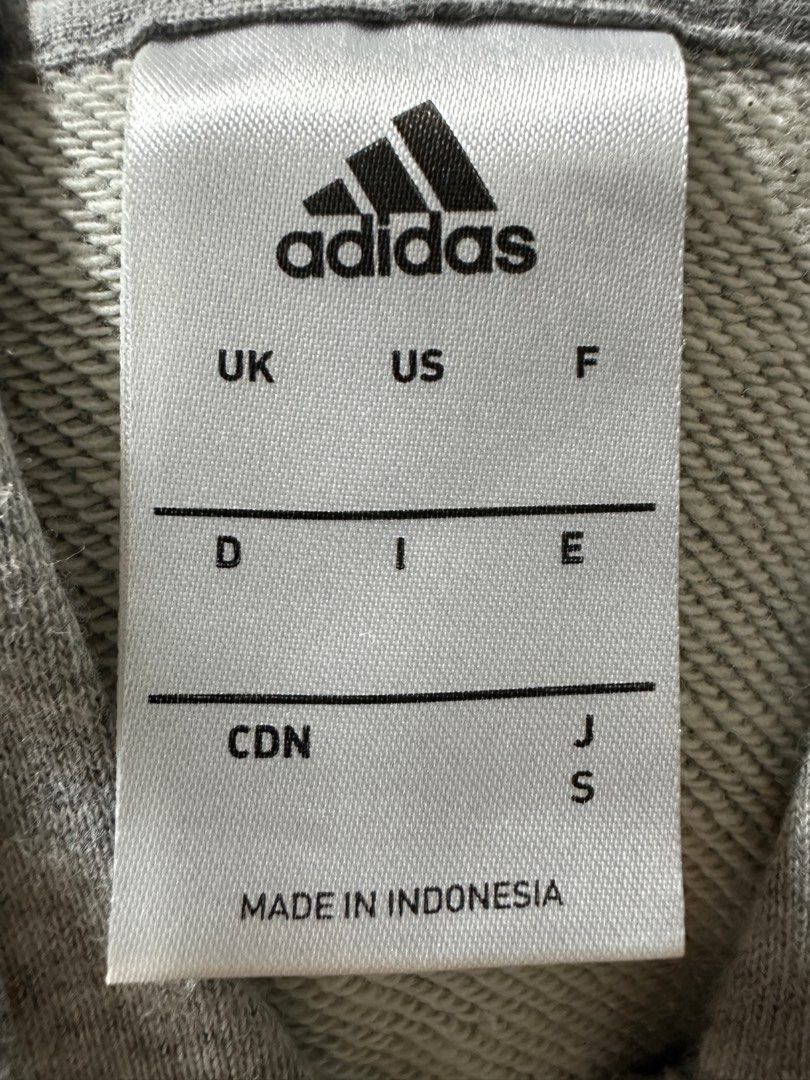 adidas
UK US F
D I E
CDN J
S
MADE IN INDONESIA